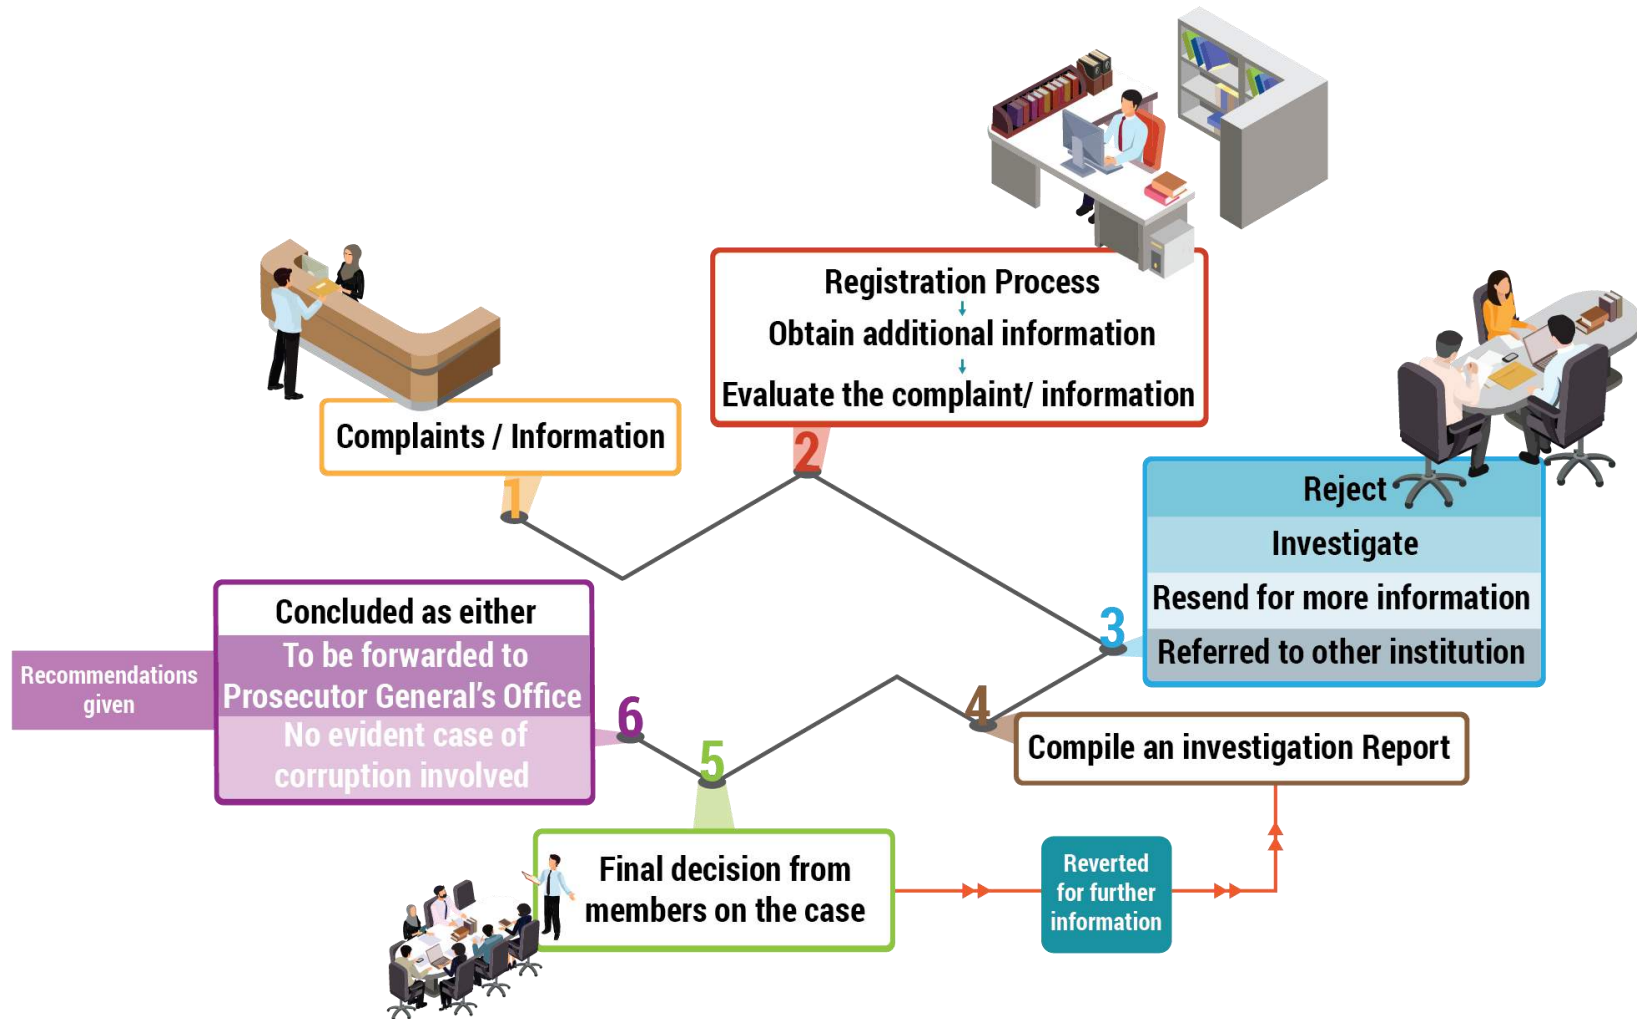 Complaints / Information
1
Registration Process
Obtain additional information
Evaluate the complaint/ information
2
Reject
Investigate
Resend for more information
Referred to other institution
3
4
Compile an investigation Report
5
Final decision from
members on the case
Reverted
for further
information
6
Concluded as either
To be forwarded to
Prosecutor General's Office
No evident case of
corruption involved
Recommendations
given